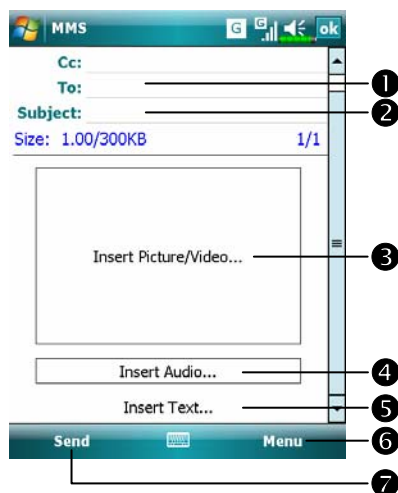 MMS G G ok
Cc:
To: 1
Subject: 2
Size: 1.00/300KB 1/1
Insert Picture/Video... 3
Insert Audio... 4
Insert Text... 5
Send Menu 6
7